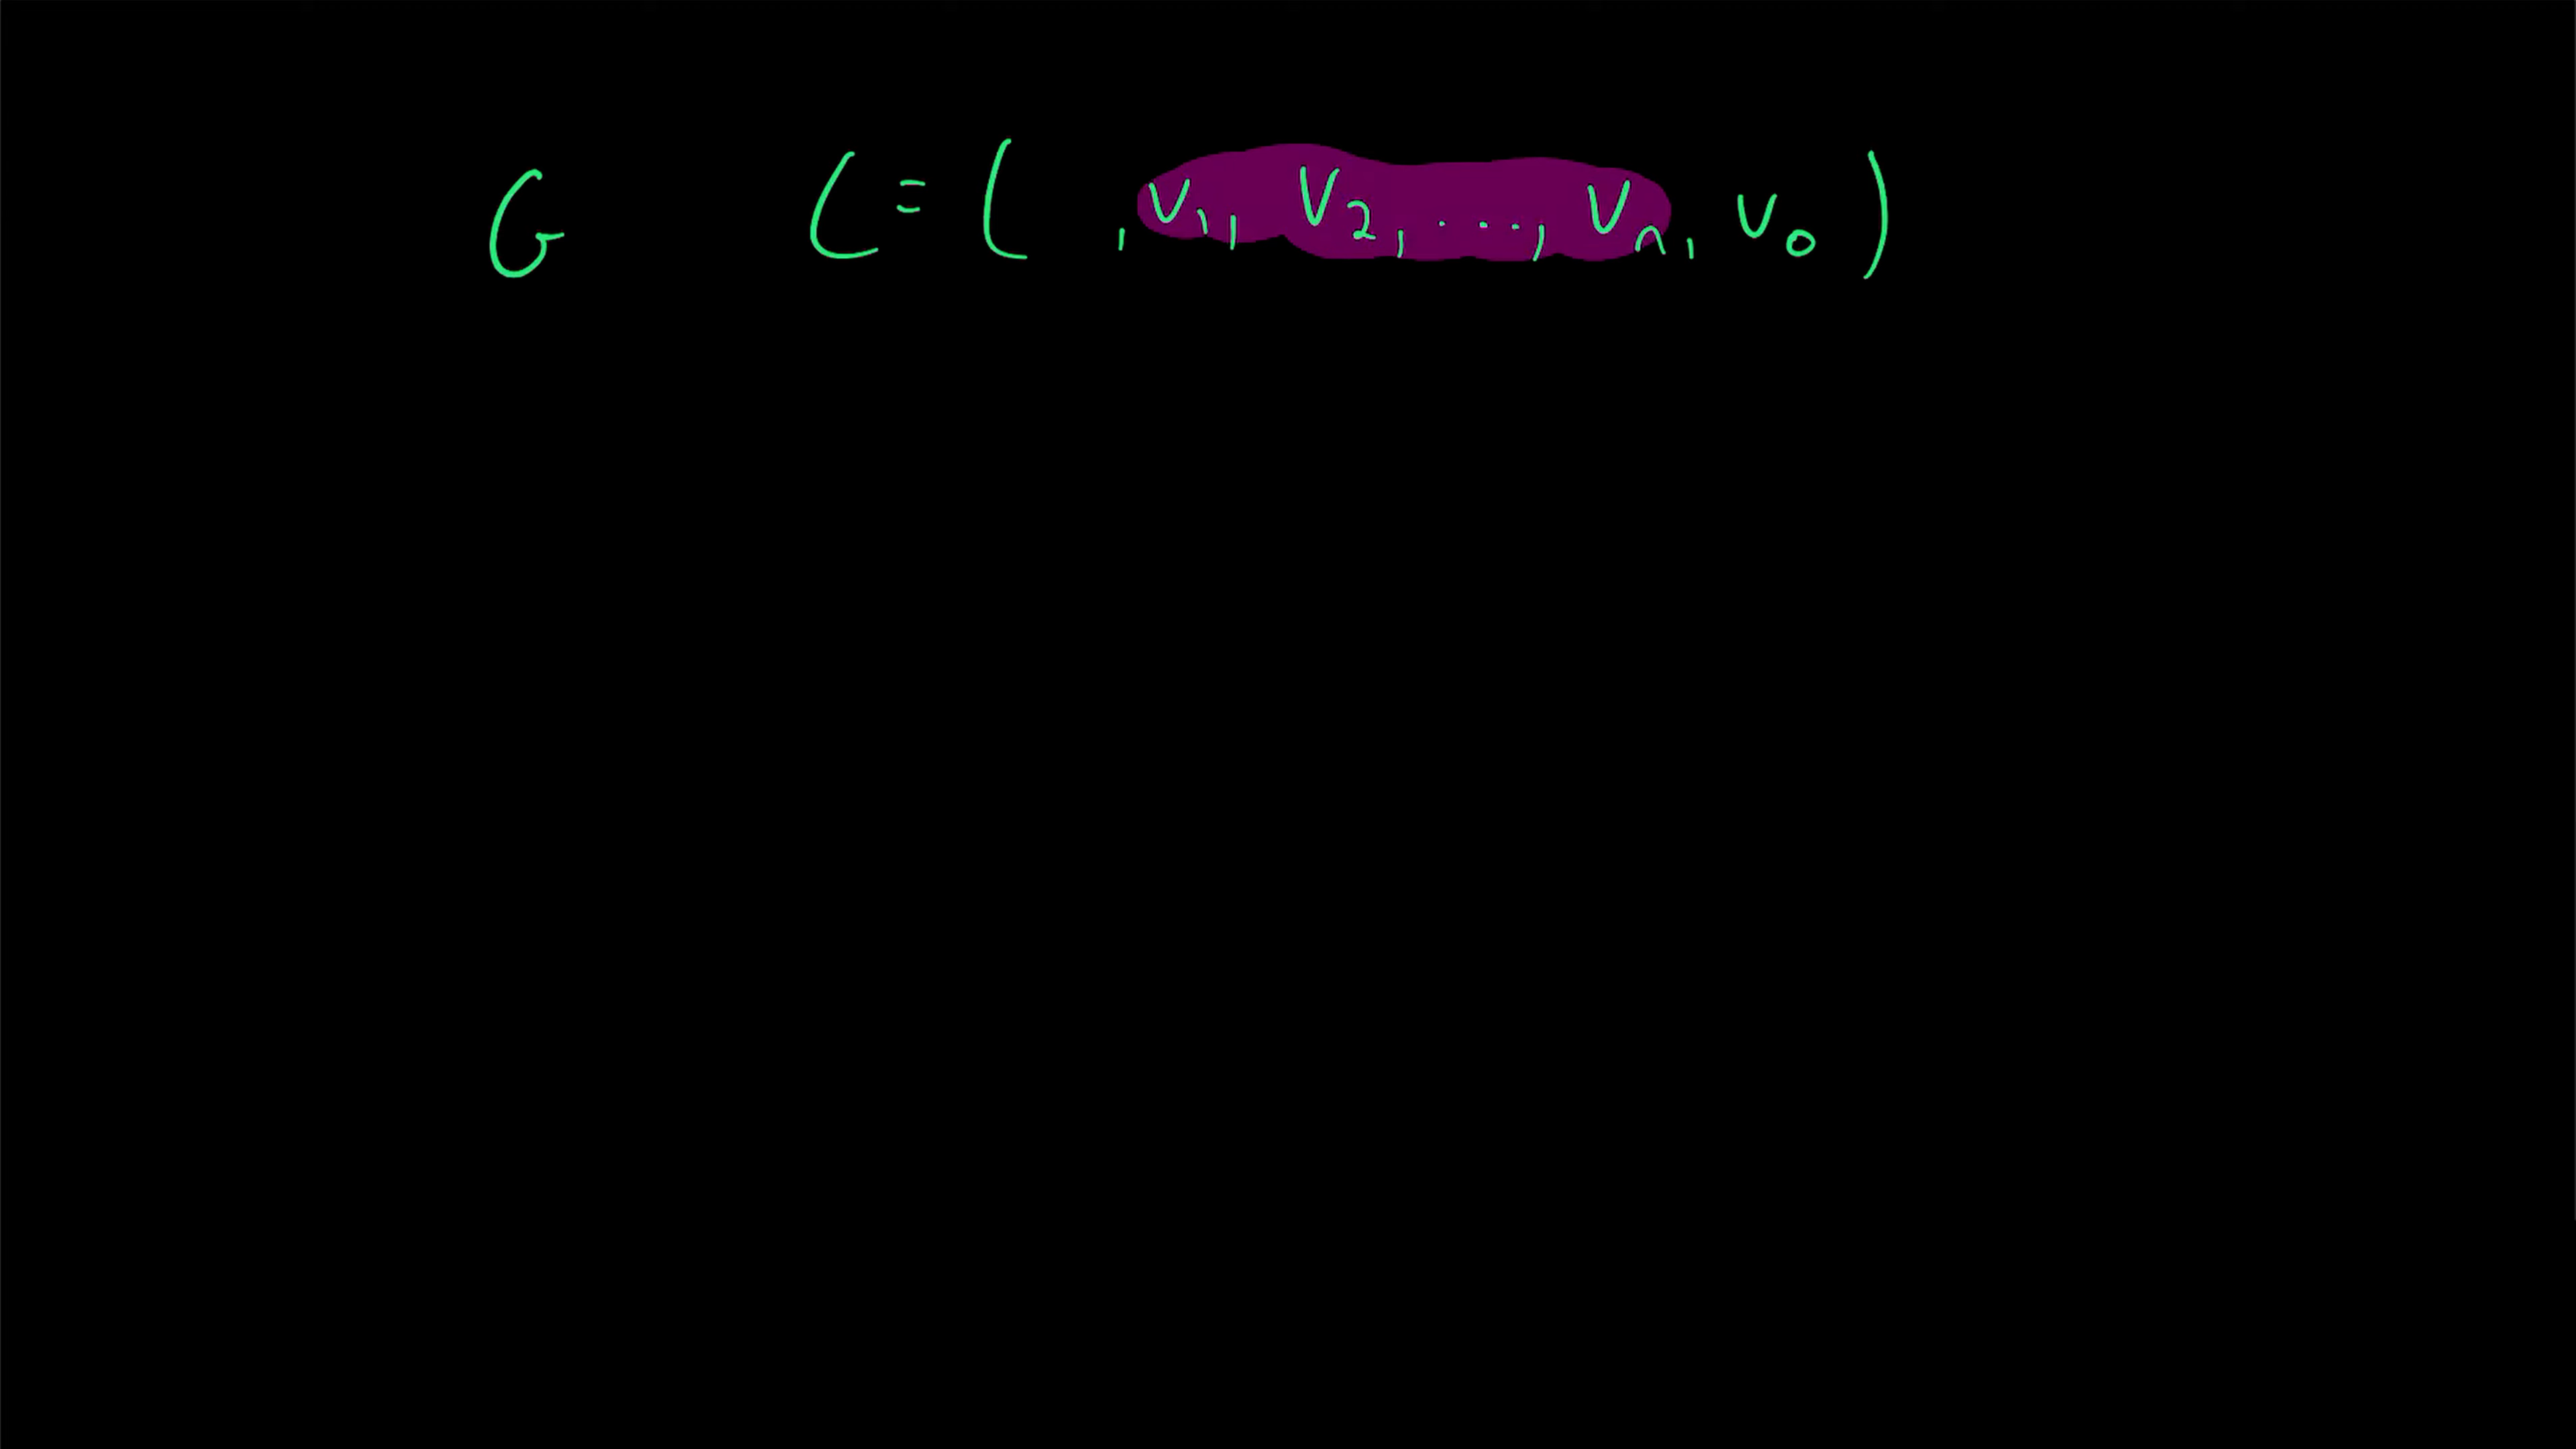 G C = ( , v₁, v₂, ..., vₙ, v₀ )